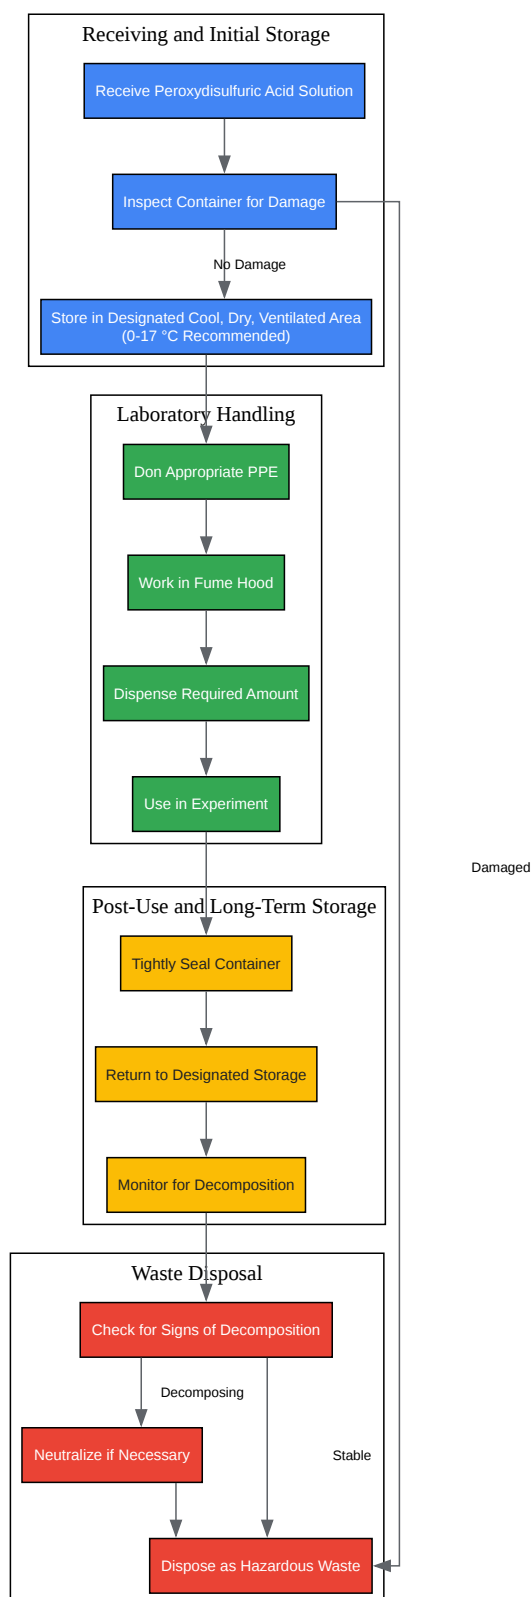 Receiving and Initial Storage
Receive Peroxydisulfuric Acid Solution
Inspect Container for Damage
No Damage
Store in Designated Cool, Dry, Ventilated Area
(0-17 °C Recommended)
Laboratory Handling
Don Appropriate PPE
Work in Fume Hood
Dispense Required Amount
Use in Experiment
Damaged
Post-Use and Long-Term Storage
Tightly Seal Container
Return to Designated Storage
Monitor for Decomposition
Waste Disposal
Check for Signs of Decomposition
Decomposing
Neutralize if Necessary
Stable
Dispose as Hazardous Waste